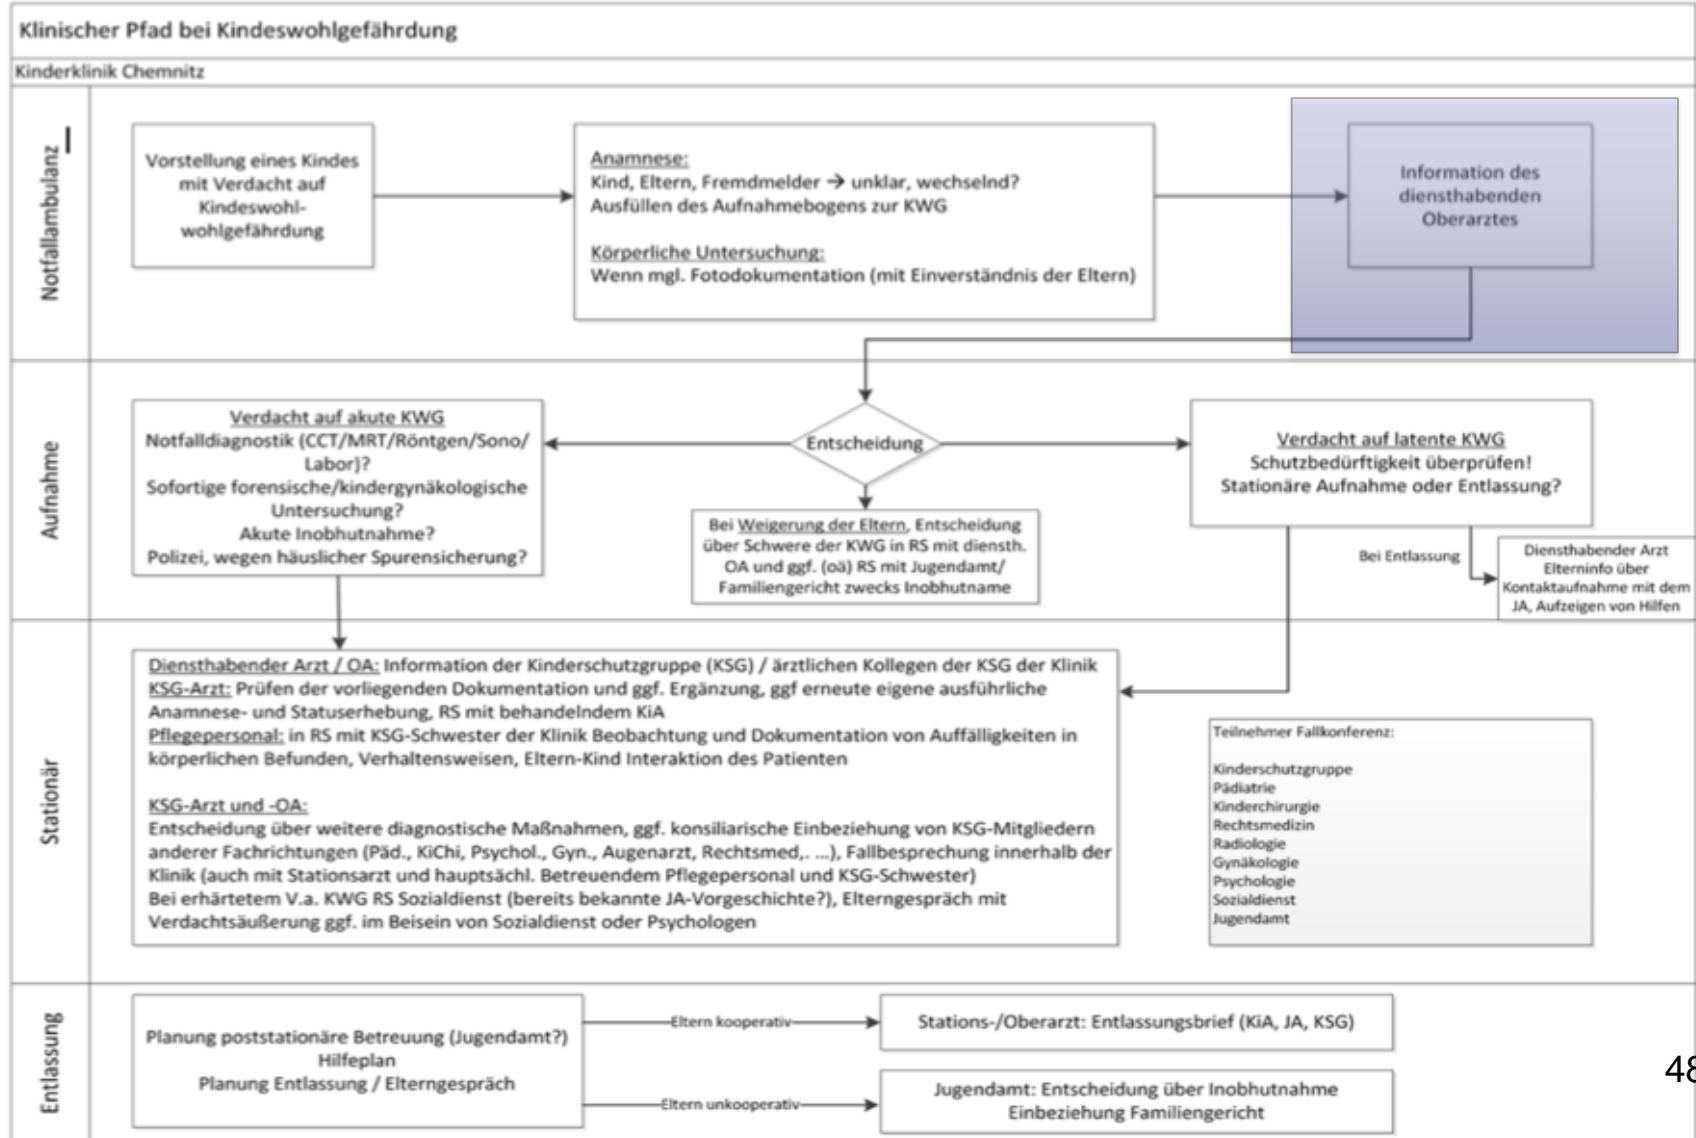 Klinischer Pfad bei Kindeswohlgefährdung
Kinderklinik Chemnitz
Notfallambulanz
Vorstellung eines Kindes
mit Verdacht auf
Kindeswohl-
wohlgefährdung
Anamnese:
Kind, Eltern, Fremdmelder → unklar, wechselnd?
Ausfüllen des Aufnahmebogens zur KWG
Körperliche Untersuchung:
Wenn mgl. Fotodokumentation (mit Einverständnis der Eltern)
Information des
diensthabenden
Oberarztes
Aufnahme
Verdacht auf akute KWG
Notfalldiagnostik (CCT/MRT/Röntgen/Sono/
Labor)?
Sofortige forensische/kindergynäkologische
Untersuchung?
Akute Inobhutnahme?
Polizei, wegen häuslicher Spurensicherung?
Entscheidung
Bei Weigerung der Eltern, Entscheidung
über Schwere der KWG in RS mit diensth.
OA und ggf. (oä) RS mit Jugendamt/
Familiengericht zwecks Inobhutname
Verdacht auf latente KWG
Schutzbedürftigkeit überprüfen!
Stationäre Aufnahme oder Entlassung?
Bei Entlassung
Diensthabender Arzt
Elterninfo über
Kontaktaufnahme mit dem
JA, Aufzeigen von Hilfen
Stationär
Diensthabender Arzt / OA: Information der Kinderschutzgruppe (KSG) / ärztlichen Kollegen der KSG der Klinik
KSG-Arzt: Prüfen der vorliegenden Dokumentation und ggf. Ergänzung, ggf erneute eigene ausführliche
Anamnese- und Statuserhebung, RS mit behandelndem KiA
Pflegepersonal: in RS mit KSG-Schwester der Klinik Beobachtung und Dokumentation von Auffälligkeiten in
körperlichen Befunden, Verhaltensweisen, Eltern-Kind Interaktion des Patienten
KSG-Arzt und -OA:
Entscheidung über weitere diagnostische Maßnahmen, ggf. konsiliarische Einbeziehung von KSG-Mitgliedern
anderer Fachrichtungen (Päd., KiChi, Psychol., Gyn., Augenarzt, Rechtsmed,. ...), Fallbesprechung innerhalb der
Klinik (auch mit Stationsarzt und hauptsächl. Betreuendem Pflegepersonal und KSG-Schwester)
Bei erhärtetem V.a. KWG RS Sozialdienst (bereits bekannte JA-Vorgeschichte?), Elterngespräch mit
Verdachtsäußerung ggf. im Beisein von Sozialdienst oder Psychologen
Teilnehmer Fallkonferenz:
Kinderschutzgruppe
Pädiatrie
Kinderchirurgie
Rechtsmedizin
Radiologie
Gynäkologie
Psychologie
Sozialdienst
Jugendamt
Entlassung
Planung poststationäre Betreuung (Jugendamt?)
Hilfeplan
Planung Entlassung / Elterngespräch
Eltern kooperativ
Stations-/Oberarzt: Entlassungsbrief (KiA, JA, KSG)
Eltern unkooperativ
Jugendamt: Entscheidung über Inobhutnahme
Einbeziehung Familiengericht
48